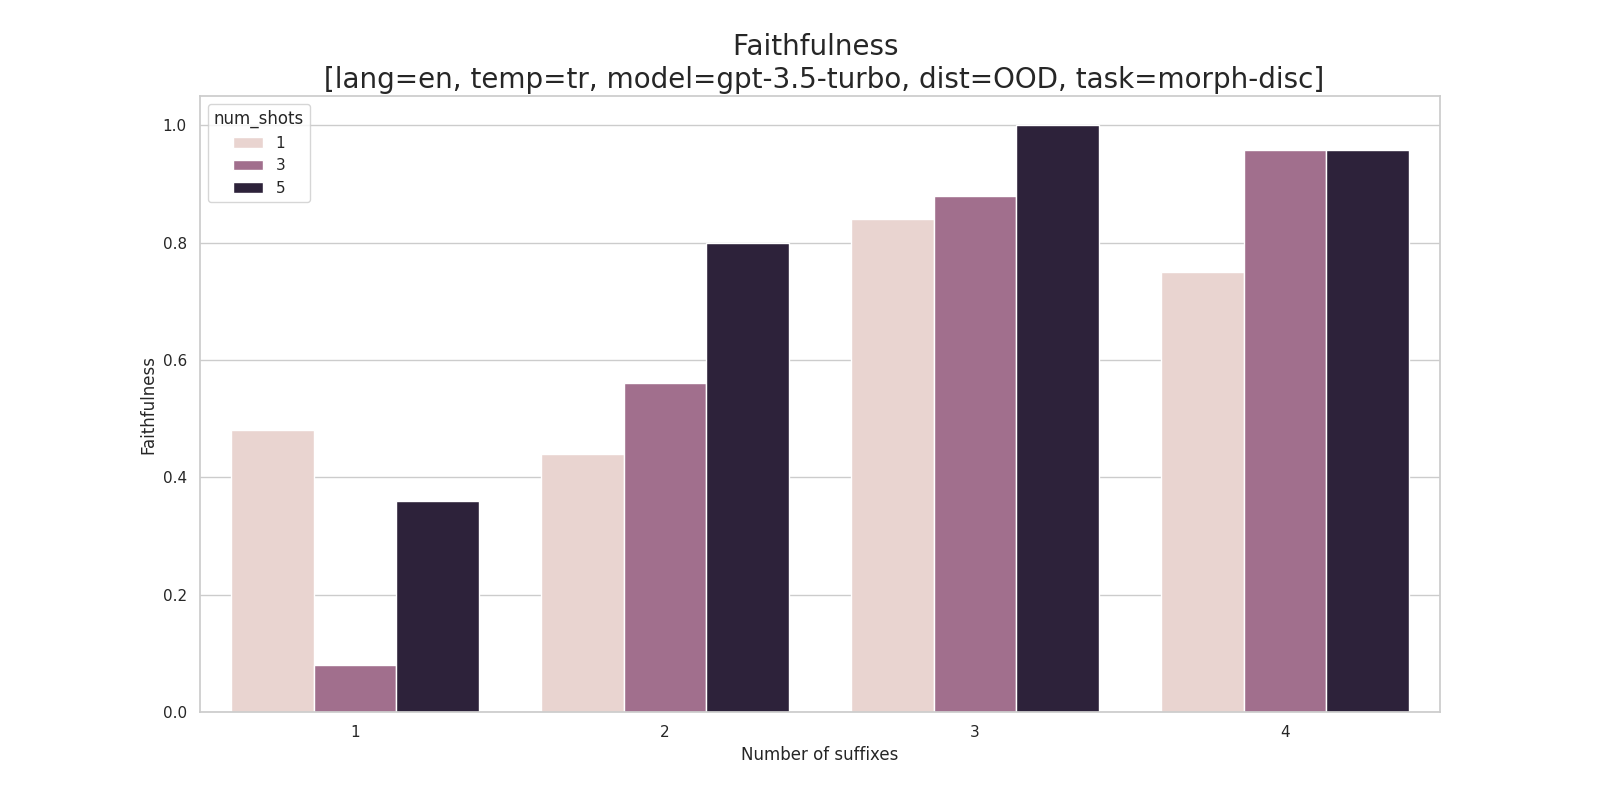 Faithfulness
[lang=en, temp=tr, model=gpt-3.5-turbo, dist=OOD, task=morph-disc]
num_shots
1
3
5
Faithfulness
1.0
0.8
0.6
0.4
0.2
0.0
1 2 3 4
Number of suffixes